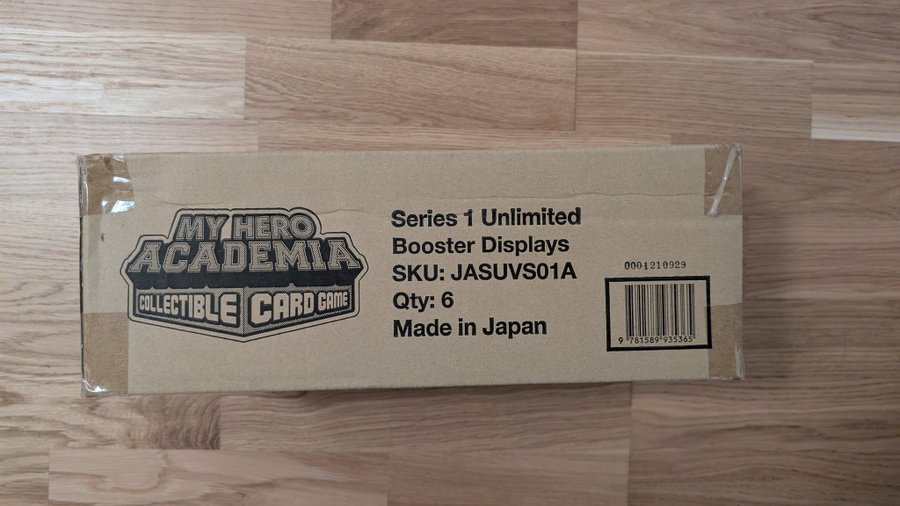 MY HERO
ACADEMIA
COLLECTIBLE CARD GAME
Series 1 Unlimited
Booster Displays
SKU: JASUVS01A
Qty: 6
Made in Japan
0001210929
9 781589 935365